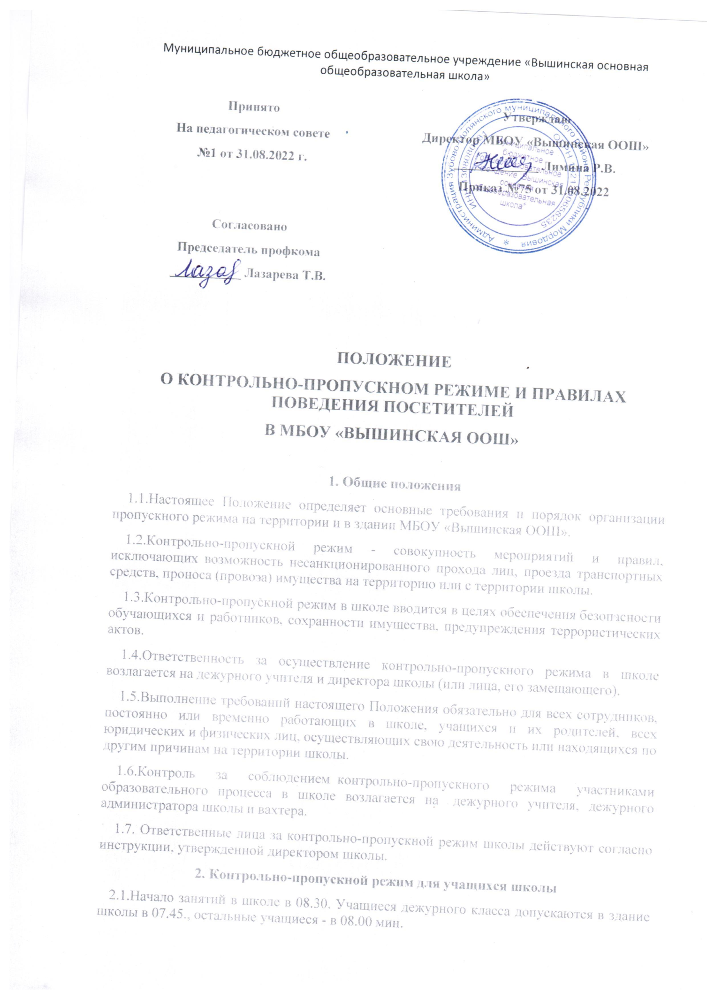 Муниципальное бюджетное общеобразовательное учреждение «Вышинская основная
общеобразовательная школа»
Принято
На педагогическом совете
№1 от 31.08.2022 г.
Утверждаю
Директор МБОУ «Вышинская ООШ»
Лимина Р.В.
Приказ №75 от 31.08.2022
Администрация Зубово-Полянского муниципального района Республики Мордовия *
ИНН
ОГРН
Муниципальное
бюджетное
общеобразовательное
учреждение "Вышинская
основная
общеобразовательная
школа"
Согласовано
Председатель профкома
Лазарева Т.В.
ПОЛОЖЕНИЕ
О КОНТРОЛЬНО-ПРОПУСКНОМ РЕЖИМЕ И ПРАВИЛАХ
ПОВЕДЕНИЯ ПОСЕТИТЕЛЕЙ
В МБОУ «ВЫШИНСКАЯ ООШ»
1. Общие положения
1.1.Настоящее Положение определяет основные требования и порядок организации
пропускного режима на территории и в здании МБОУ «Вышинская ООШ».
1.2.Контрольно-пропускной режим - совокупность мероприятий и правил,
исключающих возможность несанкционированного прохода лиц, проезда транспортных
средств, проноса (провоза) имущества на территорию или с территории школы.
1.3.Контрольно-пропускной режим в школе вводится в целях обеспечения безопасности
обучающихся и работников, сохранности имущества, предупреждения террористических
актов.
1.4.Ответственность за осуществление контрольно-пропускного режима в школе
возлагается на дежурного учителя и директора школы (или лица, его замещающего).
1.5.Выполнение требований настоящего Положения обязательно для всех сотрудников,
постоянно или временно работающих в школе, учащихся и их родителей, всех
юридических и физических лиц, осуществляющих свою деятельность или находящихся по
другим причинам на территории школы.
1.6.Контроль за соблюдением контрольно-пропускного режима участниками
образовательного процесса в школе возлагается на дежурного учителя, дежурного
администратора школы и вахтера.
1.7. Ответственные лица за контрольно-пропускной режим школы действуют согласно
инструкции, утвержденной директором школы.
2. Контрольно-пропускной режим для учащихся школы
2.1.Начало занятий в школе в 08.30. Учащиеся дежурного класса допускаются в здание
школы в 07.45., остальные учащиеся - в 08.00 мин.